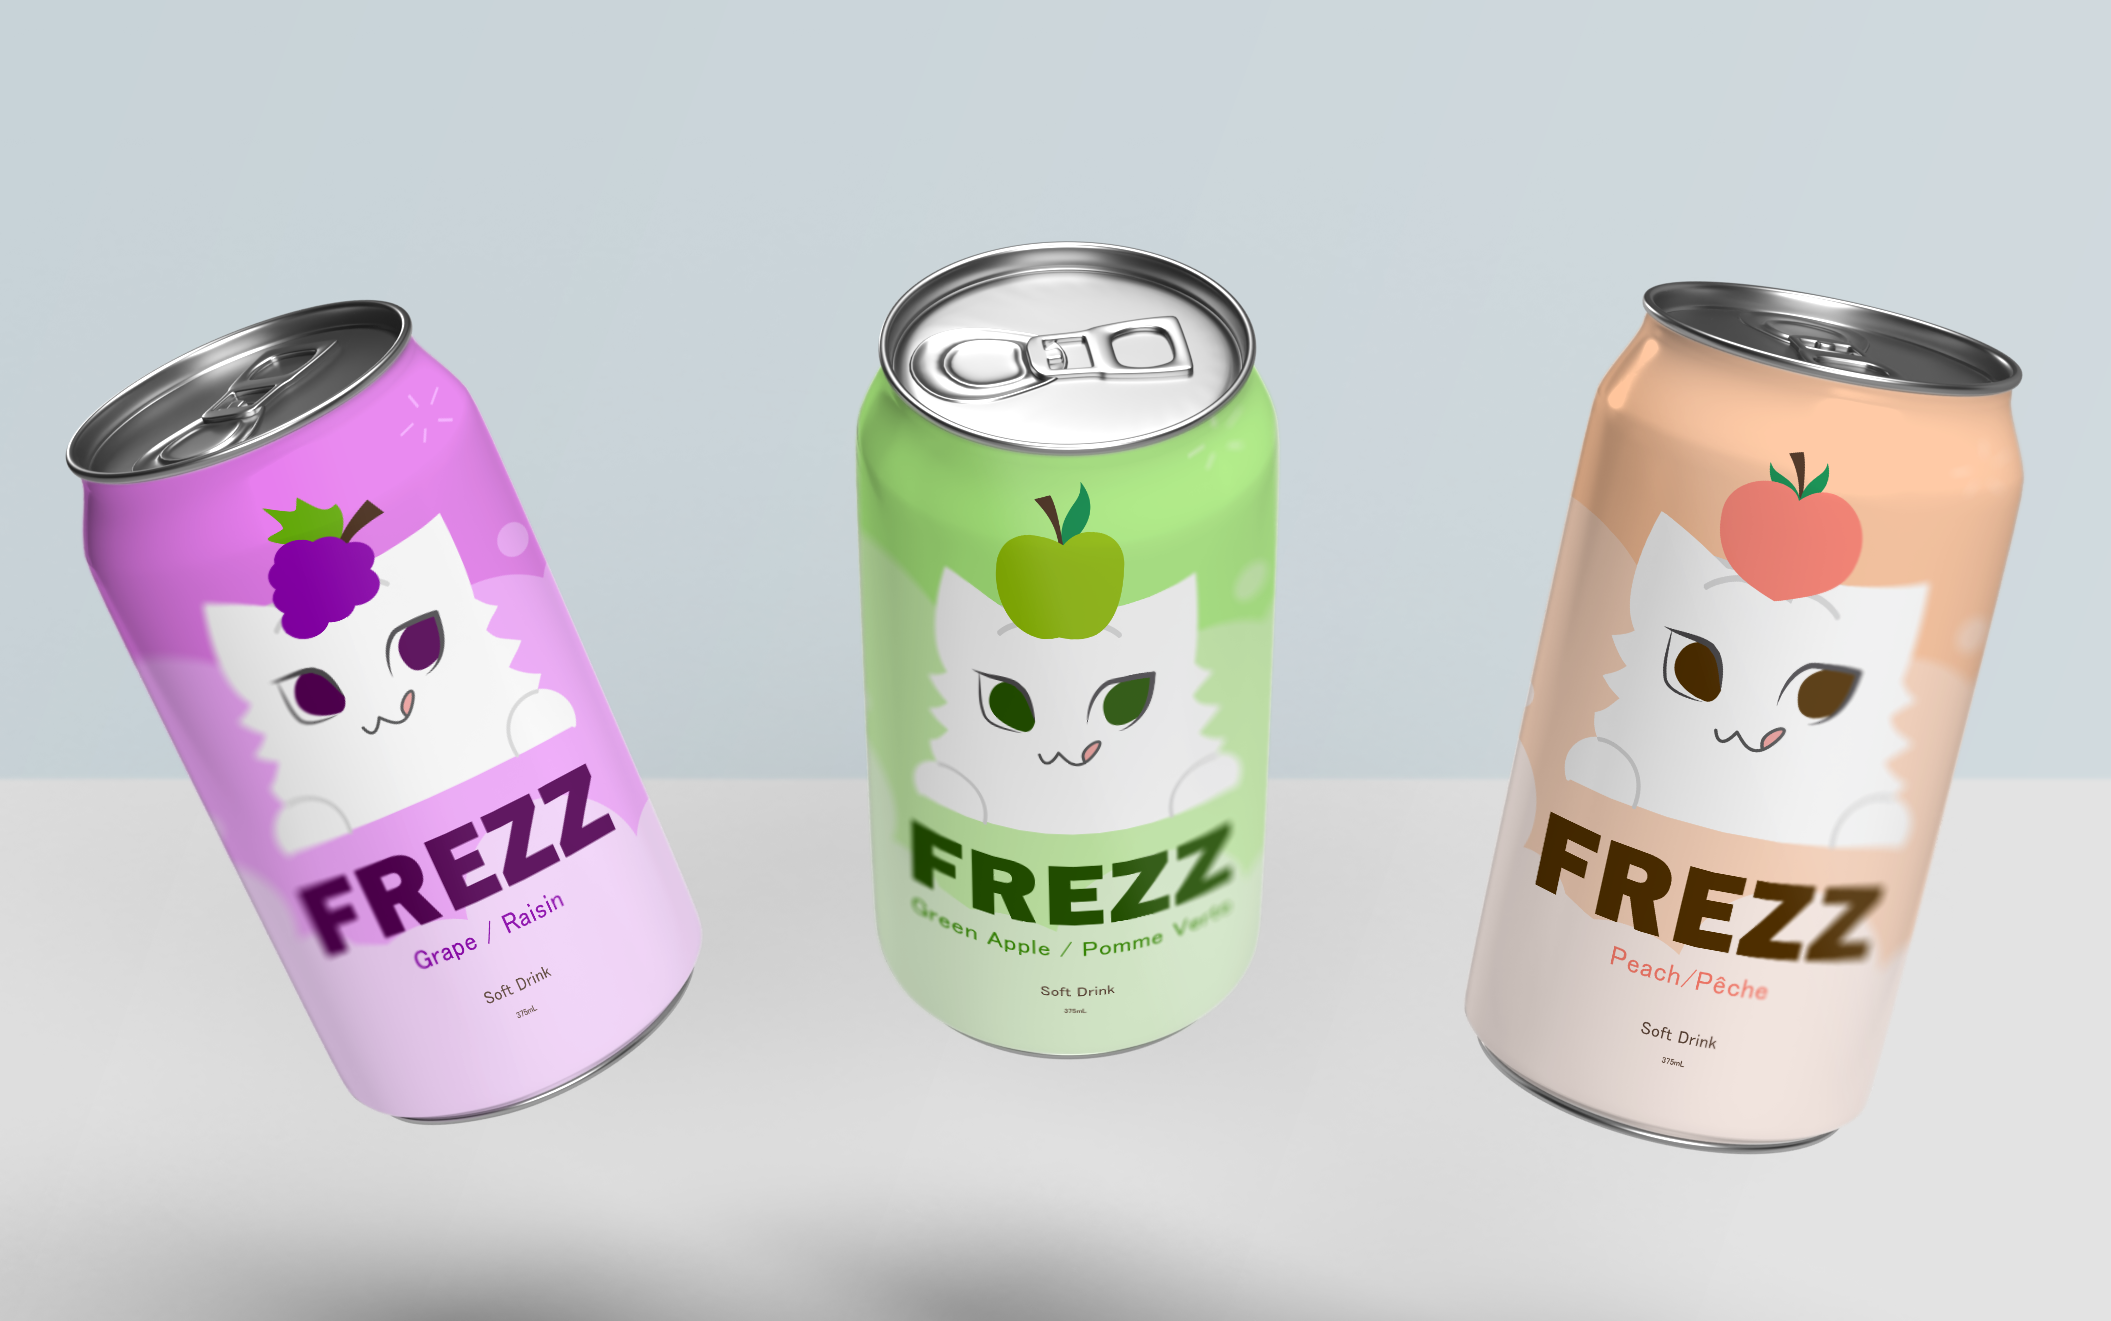 FREZZ
Grape / Raisin
Soft Drink
375mL
FREZZ
Green Apple / Pomme Verte
Soft Drink
375mL
FREZZ
Peach/Pêche
Soft Drink
375mL